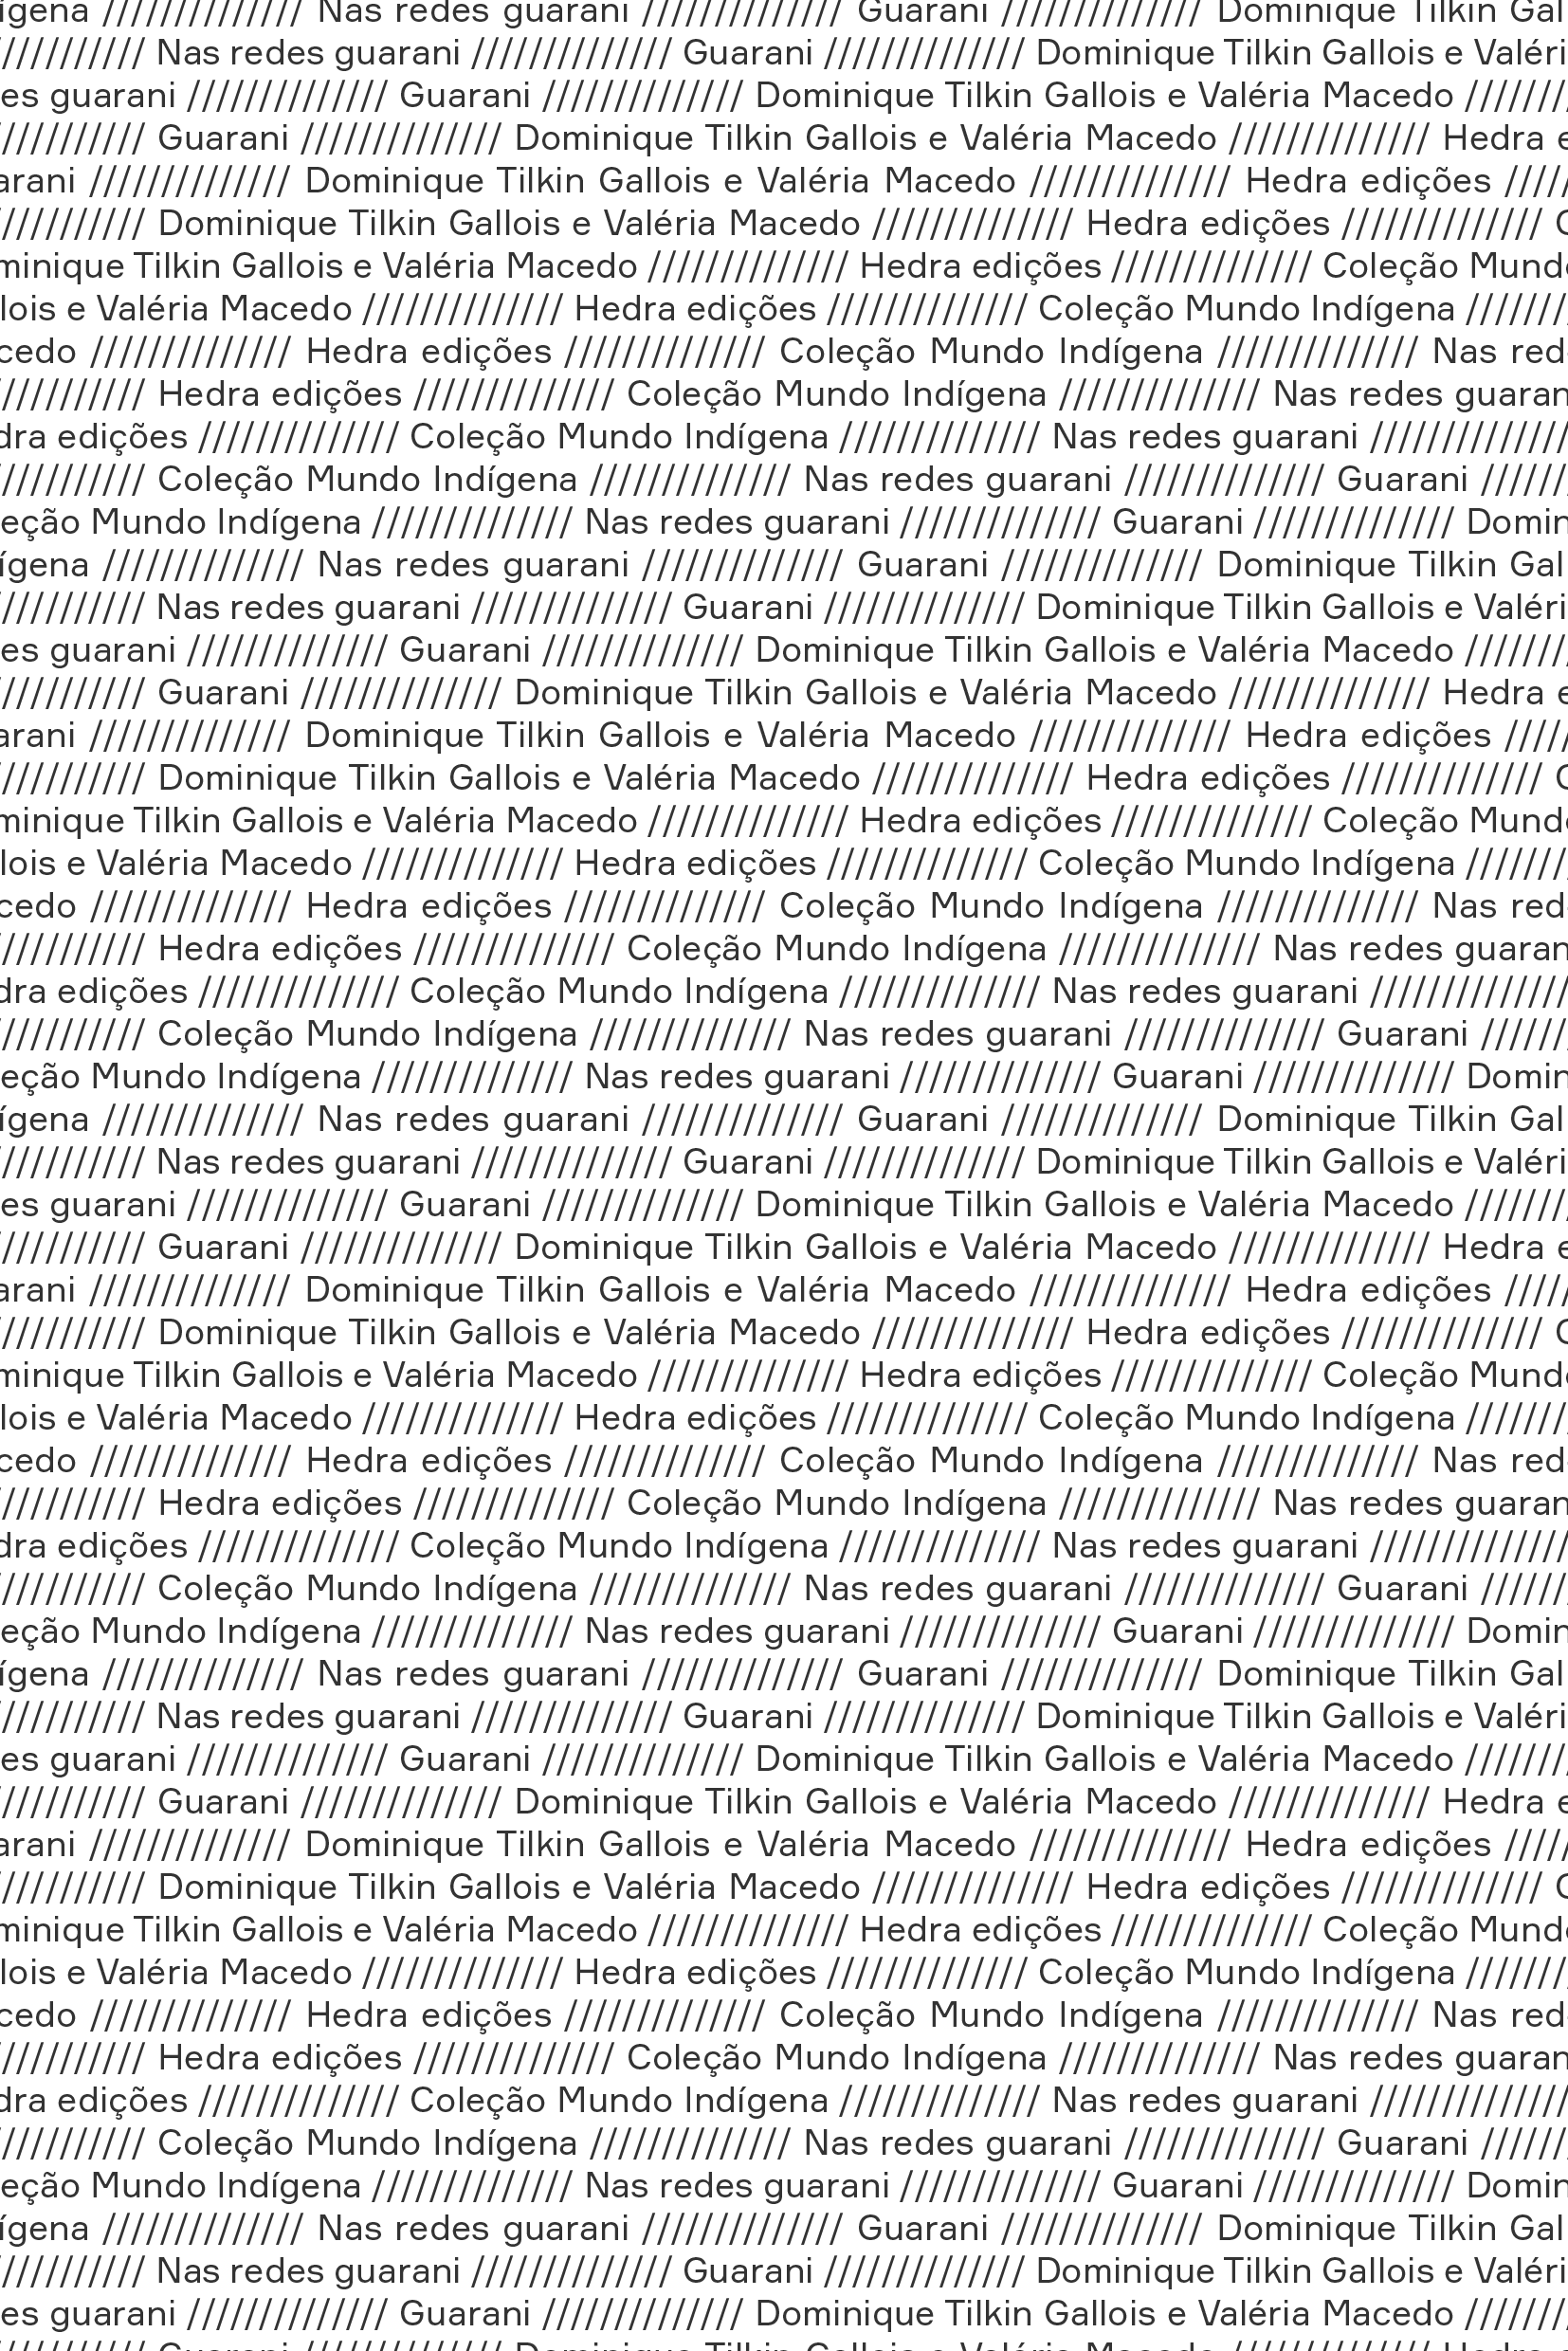 ígena ////////////// Nas redes guarani ////////////// Guarani ////////////// Dominique Tilkin Gal
////////// Nas redes guarani ////////////// Guarani ////////////// Dominique Tilkin Gallois e Valéri
es guarani ////////////// Guarani ////////////// Dominique Tilkin Gallois e Valéria Macedo ///////
////////// Guarani ////////////// Dominique Tilkin Gallois e Valéria Macedo ////////////// Hedra e
arani ////////////// Dominique Tilkin Gallois e Valéria Macedo ////////////// Hedra edições ////
////////// Dominique Tilkin Gallois e Valéria Macedo ////////////// Hedra edições ////////////// C
minique Tilkin Gallois e Valéria Macedo ////////////// Hedra edições ////////////// Coleção Mund
lois e Valéria Macedo ////////////// Hedra edições ////////////// Coleção Mundo Indígena ///////
cedo ////////////// Hedra edições ////////////// Coleção Mundo Indígena ////////////// Nas red
////////// Hedra edições ////////////// Coleção Mundo Indígena ////////////// Nas redes guaran
dra edições ////////////// Coleção Mundo Indígena ////////////// Nas redes guarani //////////////
////////// Coleção Mundo Indígena ////////////// Nas redes guarani ////////////// Guarani //////
eção Mundo Indígena ////////////// Nas redes guarani ////////////// Guarani ////////////// Domin
ígena ////////////// Nas redes guarani ////////////// Guarani ////////////// Dominique Tilkin Gal
////////// Nas redes guarani ////////////// Guarani ////////////// Dominique Tilkin Gallois e Valéri
es guarani ////////////// Guarani ////////////// Dominique Tilkin Gallois e Valéria Macedo ///////
////////// Guarani ////////////// Dominique Tilkin Gallois e Valéria Macedo ////////////// Hedra e
arani ////////////// Dominique Tilkin Gallois e Valéria Macedo ////////////// Hedra edições ////
////////// Dominique Tilkin Gallois e Valéria Macedo ////////////// Hedra edições ////////////// C
minique Tilkin Gallois e Valéria Macedo ////////////// Hedra edições ////////////// Coleção Mund
lois e Valéria Macedo ////////////// Hedra edições ////////////// Coleção Mundo Indígena ///////
cedo ////////////// Hedra edições ////////////// Coleção Mundo Indígena ////////////// Nas red
////////// Hedra edições ////////////// Coleção Mundo Indígena ////////////// Nas redes guaran
dra edições ////////////// Coleção Mundo Indígena ////////////// Nas redes guarani //////////////
////////// Coleção Mundo Indígena ////////////// Nas redes guarani ////////////// Guarani //////
eção Mundo Indígena ////////////// Nas redes guarani ////////////// Guarani ////////////// Domin
ígena ////////////// Nas redes guarani ////////////// Guarani ////////////// Dominique Tilkin Gal
////////// Nas redes guarani ////////////// Guarani ////////////// Dominique Tilkin Gallois e Valéri
es guarani ////////////// Guarani ////////////// Dominique Tilkin Gallois e Valéria Macedo ///////
////////// Guarani ////////////// Dominique Tilkin Gallois e Valéria Macedo ////////////// Hedra e
arani ////////////// Dominique Tilkin Gallois e Valéria Macedo ////////////// Hedra edições ////
////////// Dominique Tilkin Gallois e Valéria Macedo ////////////// Hedra edições ////////////// C
minique Tilkin Gallois e Valéria Macedo ////////////// Hedra edições ////////////// Coleção Mund
lois e Valéria Macedo ////////////// Hedra edições ////////////// Coleção Mundo Indígena ///////
cedo ////////////// Hedra edições ////////////// Coleção Mundo Indígena ////////////// Nas red
////////// Hedra edições ////////////// Coleção Mundo Indígena ////////////// Nas redes guaran
dra edições ////////////// Coleção Mundo Indígena ////////////// Nas redes guarani //////////////
////////// Coleção Mundo Indígena ////////////// Nas redes guarani ////////////// Guarani //////
eção Mundo Indígena ////////////// Nas redes guarani ////////////// Guarani ////////////// Domin
ígena ////////////// Nas redes guarani ////////////// Guarani ////////////// Dominique Tilkin Gal
////////// Nas redes guarani ////////////// Guarani ////////////// Dominique Tilkin Gallois e Valéri
es guarani ////////////// Guarani ////////////// Dominique Tilkin Gallois e Valéria Macedo ///////
////////// Guarani ////////////// Dominique Tilkin Gallois e Valéria Macedo ////////////// Hedra e
arani ////////////// Dominique Tilkin Gallois e Valéria Macedo ////////////// Hedra edições ////
////////// Dominique Tilkin Gallois e Valéria Macedo ////////////// Hedra edições ////////////// C
minique Tilkin Gallois e Valéria Macedo ////////////// Hedra edições ////////////// Coleção Mund
lois e Valéria Macedo ////////////// Hedra edições ////////////// Coleção Mundo Indígena ///////
cedo ////////////// Hedra edições ////////////// Coleção Mundo Indígena ////////////// Nas red
////////// Hedra edições ////////////// Coleção Mundo Indígena ////////////// Nas redes guaran
dra edições ////////////// Coleção Mundo Indígena ////////////// Nas redes guarani //////////////
////////// Coleção Mundo Indígena ////////////// Nas redes guarani ////////////// Guarani //////
eção Mundo Indígena ////////////// Nas redes guarani ////////////// Guarani ////////////// Domin
ígena ////////////// Nas redes guarani ////////////// Guarani ////////////// Dominique Tilkin Gal
////////// Nas redes guarani ////////////// Guarani ////////////// Dominique Tilkin Gallois e Valéri
es guarani ////////////// Guarani ////////////// Dominique Tilkin Gallois e Valéria Macedo ///////